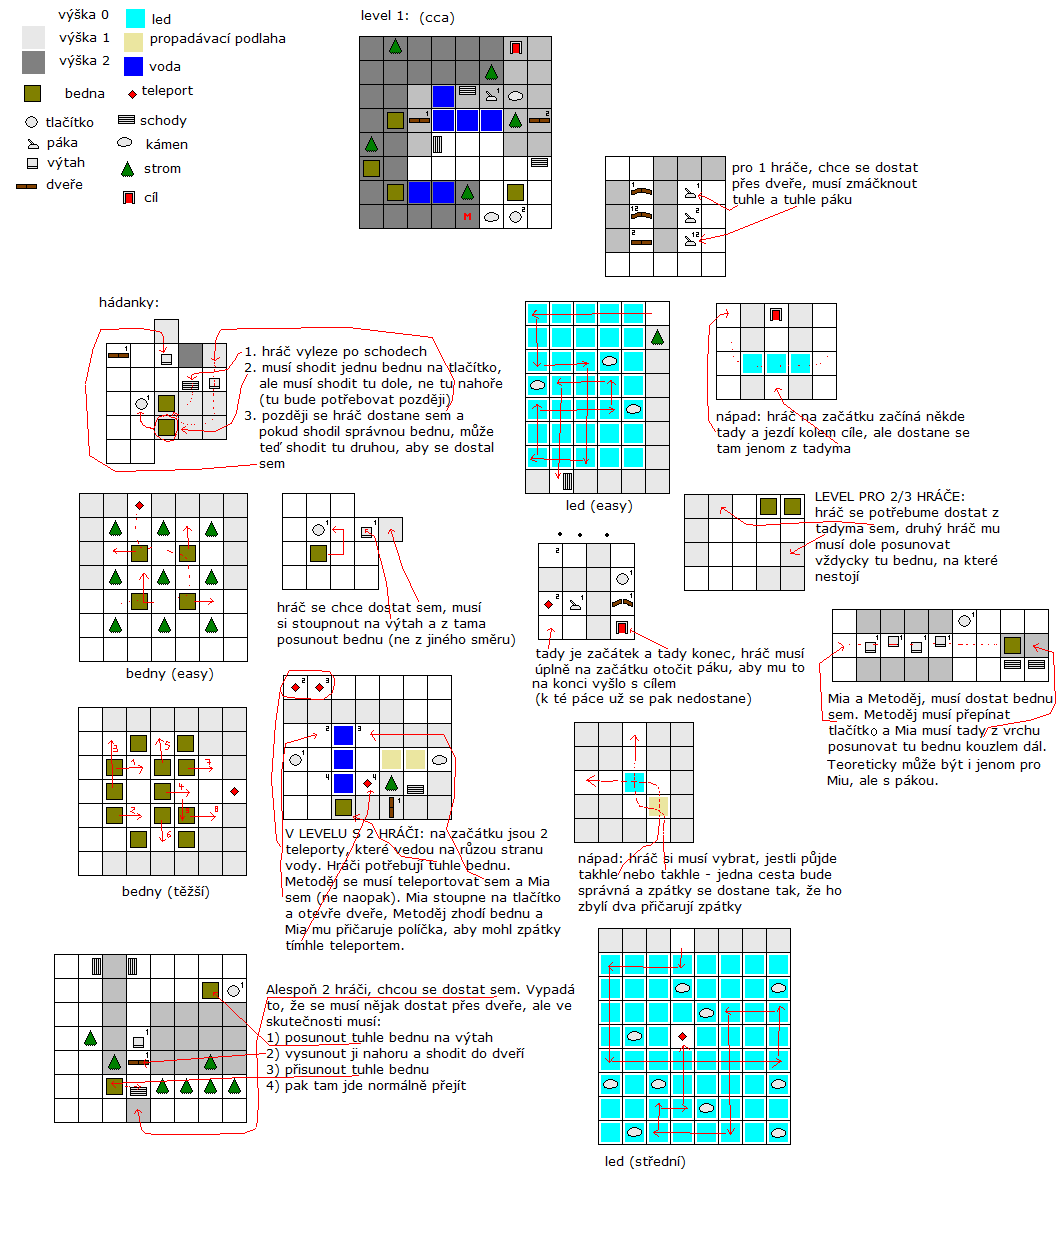 výška 0
výška 1
výška 2
led
propadávací podlaha
voda
bedna
teleport
tlačítko
schody
páka
kámen
výtah
strom
dveře
cíl
level 1: (cca)
M
pro 1 hráče, chce se dostat
přes dveře, musí zmáčknout
tuhle a tuhle páku
hádanky:
1. hráč vyleze po schodech
2. musí shodit jednu bednu na tlačítko,
ale musí shodit tu dole, ne tu nahoře
(tu bude potřebovat později)
3. později se hráč dostane sem a
pokud shodil správnou bednu, může
teď shodit tu druhou, aby se dostal
sem
led (easy)
nápad: hráč na začátku začíná někde
tady a jezdí kolem cíle, ale dostane se
tam jenom z tadyma
bedny (easy)
hráč se chce dostat sem, musí
si stoupnout na výtah a z tama
posunout bednu (ne z jiného směru)
tady je začátek a tady konec, hráč musí
úplně na začátku otočit páku, aby mu to
na konci vyšlo s cílem
(k té páce už se pak nedostane)
LEVEL PRO 2/3 HRÁČE:
hráč se potřebume dostat z
tadyma sem, druhý hráč mu
musí dole posunovat
vždycky tu bednu, na které
nestojí
Mia a Metoděj, musí dostat bednu
sem. Metoděj musí přepínat
tlačítko a Mia musí tady z vrchu
posunovat tu bednu kouzlem dál.
Teoreticky může být i jenom pro
Miu, ale s pákou.
bedny (těžší)
V LEVELU S 2 HRÁČI: na začátku jsou 2
teleporty, které vedou na různou stranu
vody. Hráči potřebují tuhle bednu.
Metoděj se musí teleportovat sem a Mia
sem (ne naopak). Mia stoupne na tlačítko
a otevře dveře, Metoděj zhodí bednu a
Mia mu přičaruje políčka, aby mohl zpátky
tímhle teleportem.
nápad: hráč si musí vybrat, jestli půjde
takhle nebo takhle - jedna cesta bude
správná a zpátky se dostane tak, že ho
zbylí dva přičarují zpátky
Alespoň 2 hráči, chcou se dostat sem. Vypadá
to, že se musí nějak dostat přes dveře, ale ve
skutečnosti musí:
1) posunout tuhle bednu na výtah
2) vysunout ji nahoru a shodit do dveří
3) přisunout tuhle bednu
4) pak tam jde normálně přejít
led (střední)